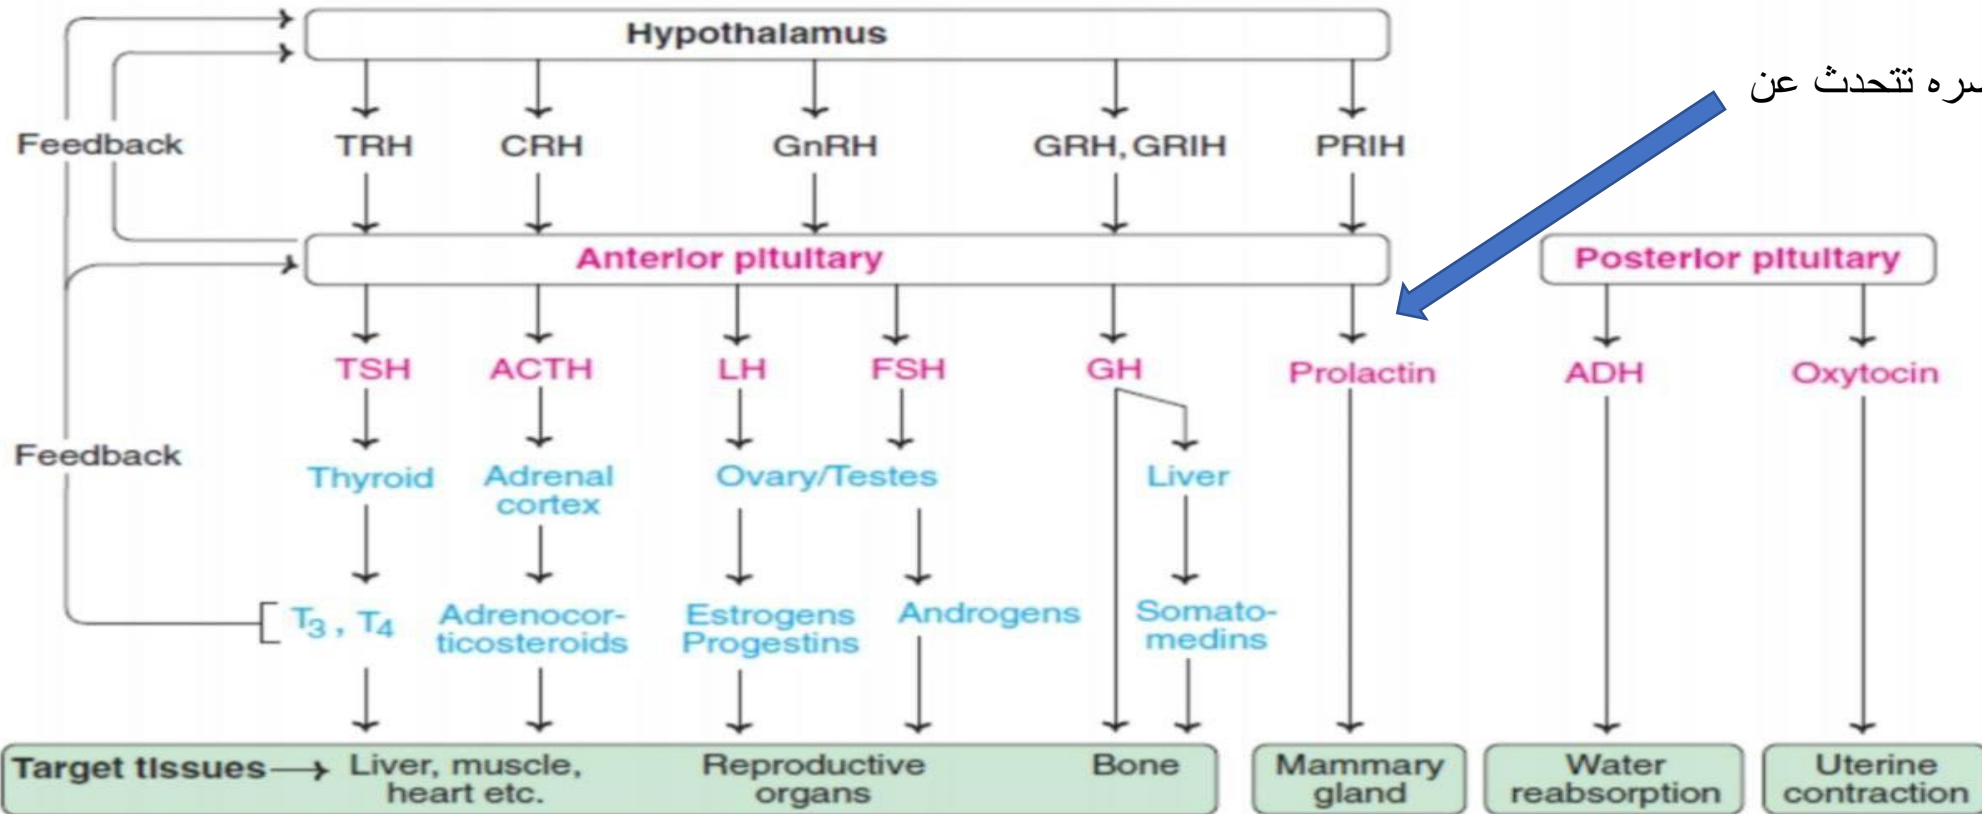 Hypothalamus
تتحدث عن
Feedback
TRH CRH GnRH GRH, GRIH PRIH
Anterior pituitary
Posterior pituitary
TSH ACTH LH FSH GH Prolactin ADH Oxytocin
Feedback
Thyroid Adrenal Ovary/Testes Liver
cortex
T3 , T4 Adrenocor- Estrogens Androgens Somato-
ticosteroids Progestins medins
Target tissues Liver, muscle, Reproductive Bone Mammary Water Uterine
heart etc. organs gland reabsorption contraction